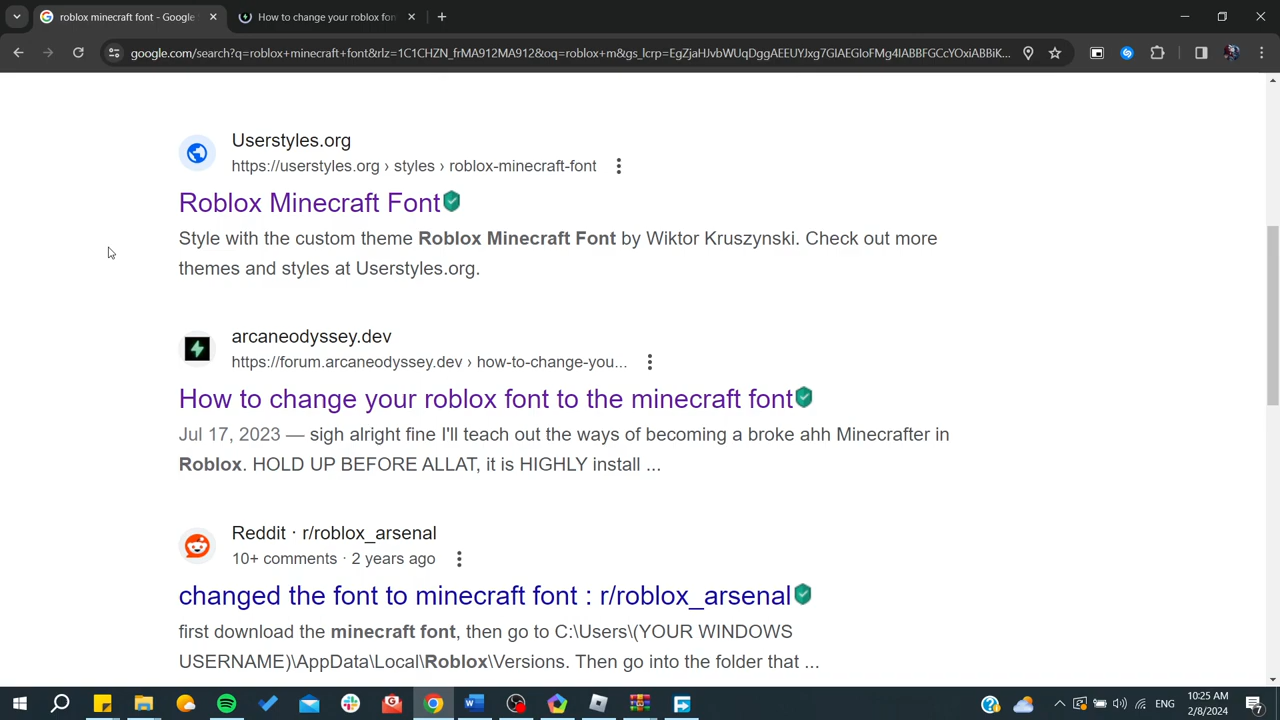 roblox minecraft font - Google
How to change your roblox fon
google.com/search?q=roblox+minecraft+font&rlz=1C1CHZN_frMA912MA912&oq=roblox+m&gs_lcrp=EgZjaHJvbWUqDggAEEUYJxg7GIAEGIoFMg4IABBFGCcYOxiABBiK...
Userstyles.org
https://userstyles.org › styles › roblox-minecraft-font
Roblox Minecraft Font
Style with the custom theme Roblox Minecraft Font by Wiktor Kruszynski. Check out more
themes and styles at Userstyles.org.
arcaneodyssey.dev
https://forum.arcaneodyssey.dev › how-to-change-you...
How to change your roblox font to the minecraft font
Jul 17, 2023 — sigh alright fine I'll teach out the ways of becoming a broke ahh Minecrafter in
Roblox. HOLD UP BEFORE ALLAT, it is HIGHLY install ...
Reddit · r/roblox_arsenal
10+ comments · 2 years ago
changed the font to minecraft font : r/roblox_arsenal
first download the minecraft font, then go to C:\Users\(YOUR WINDOWS
USERNAME)\AppData\Local\Roblox\Versions. Then go into the folder that ...
ENG
10:25 AM
2/8/2024
7